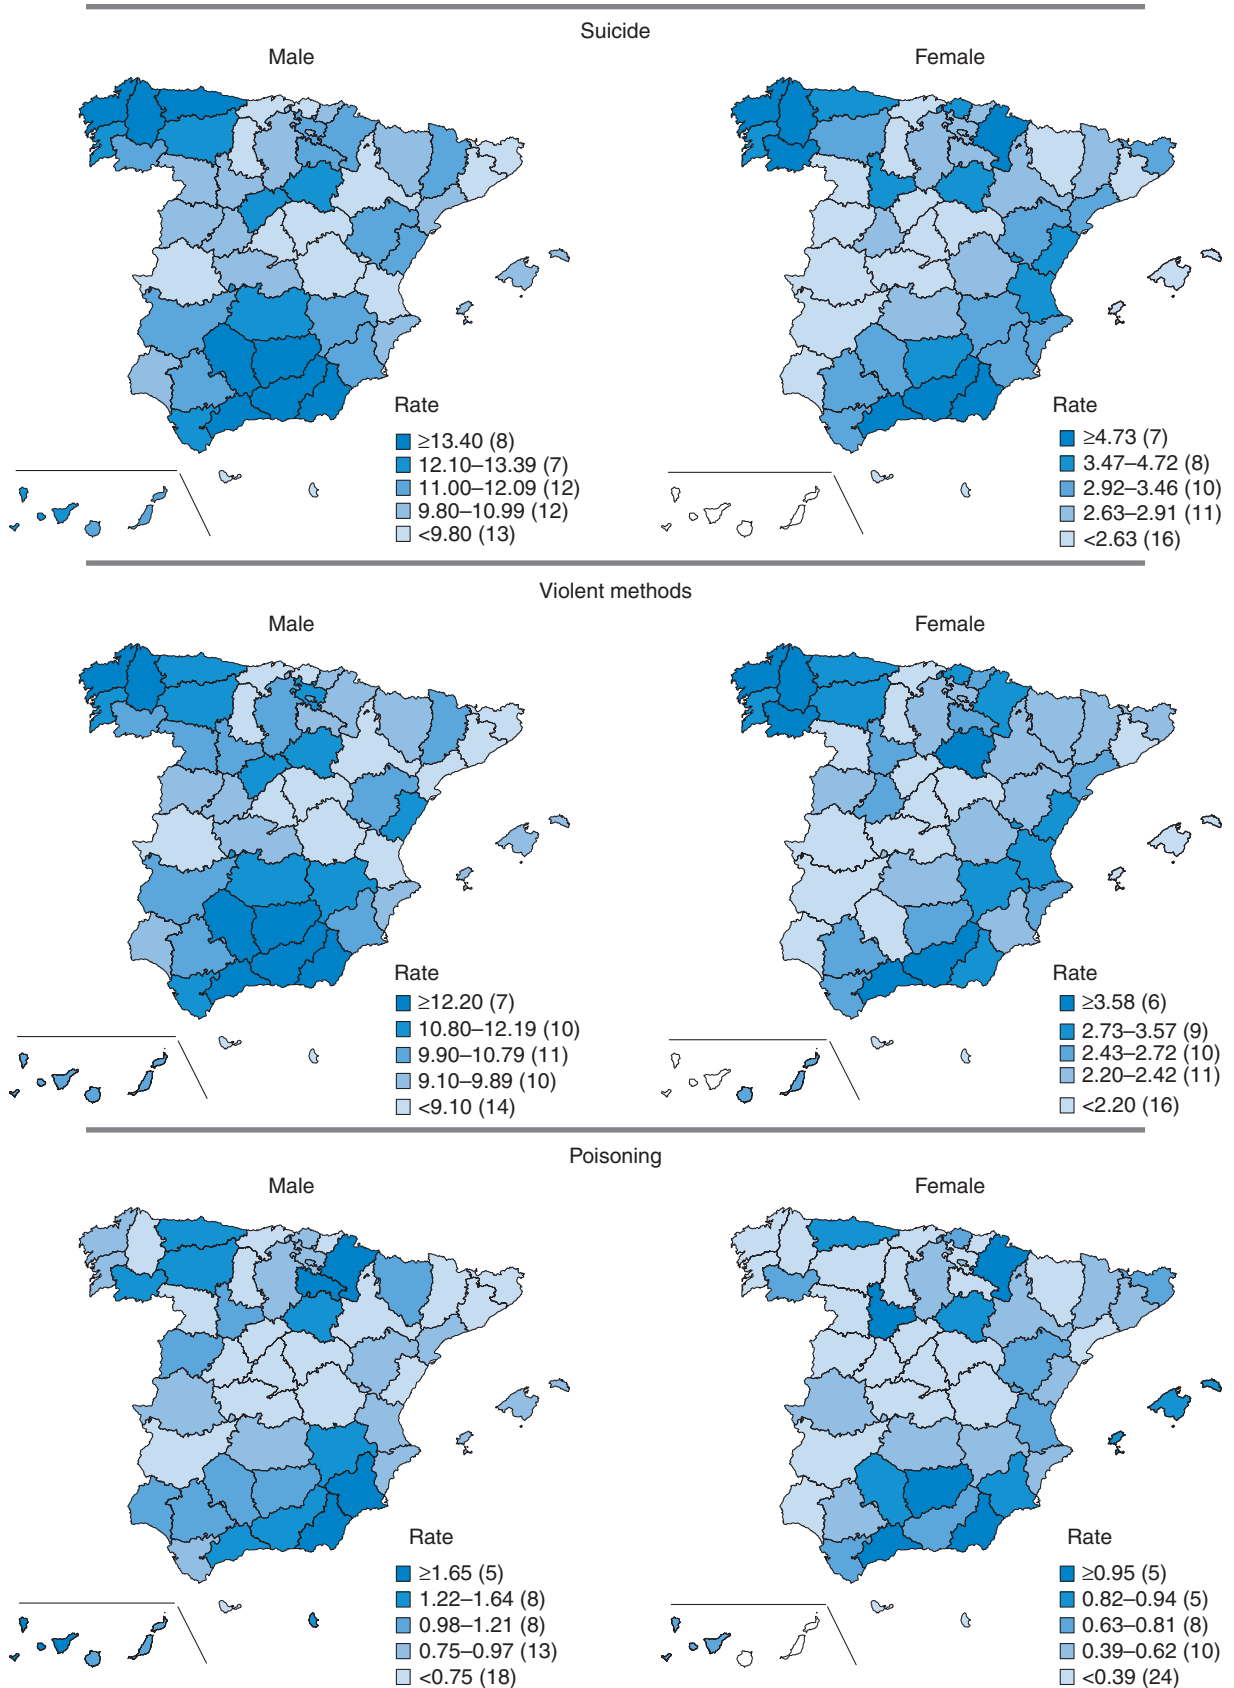 Suicide
Male
Female
Rate
≥13.40 (8)
12.10–13.39 (7)
11.00–12.09 (12)
9.80–10.99 (12)
<9.80 (13)
Rate
≥4.73 (7)
3.47–4.72 (8)
2.92–3.46 (10)
2.63–2.91 (11)
<2.63 (16)
Violent methods
Male
Female
Rate
≥12.20 (7)
10.80–12.19 (10)
9.90–10.79 (11)
9.10–9.89 (10)
<9.10 (14)
Rate
≥3.58 (6)
2.73–3.57 (9)
2.43–2.72 (10)
2.20–2.42 (11)
<2.20 (16)
Poisoning
Male
Female
Rate
≥1.65 (5)
1.22–1.64 (8)
0.98–1.21 (8)
0.75–0.97 (13)
<0.75 (18)
Rate
≥0.95 (5)
0.82–0.94 (5)
0.63–0.81 (8)
0.39–0.62 (10)
<0.39 (24)